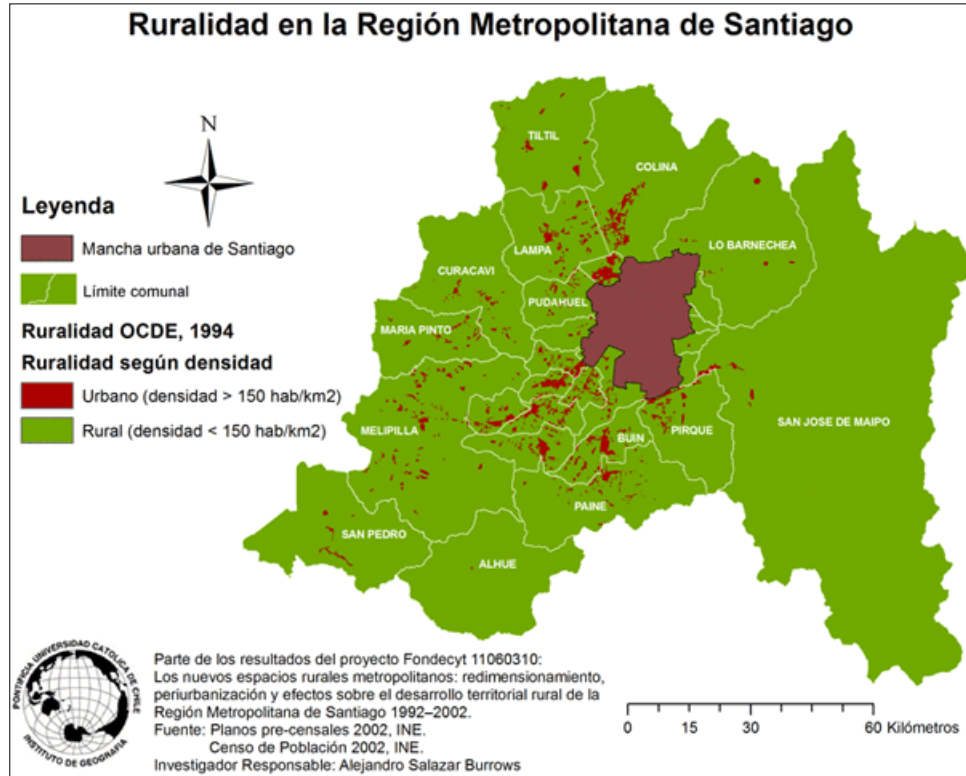 Ruralidad en la Región Metropolitana de Santiago
N
Leyenda
Mancha urbana de Santiago
Límite comunal
Ruralidad OCDE, 1994
Ruralidad según densidad
Urbano (densidad > 150 hab/km2)
Rural (densidad < 150 hab/km2)
TILTIL
COLINA
LAMPA
LO BARNECHEA
CURACAVI
PUDAHUEL
MARIA PINTO
MELIPILLA
BUIN
PIRQUE
SAN JOSE DE MAIPO
PAINE
SAN PEDRO
ALHUE
PONTIFICIA UNIVERSIDAD CATOLICA DE CHILE
INSTITUTO DE GEOGRAFIA
Parte de los resultados del proyecto Fondecyt 11060310:
Los nuevos espacios rurales metropolitanos: redimensionamiento,
periurbanización y efectos sobre el desarrollo territorial rural de la
Región Metropolitana de Santiago 1992–2002.
Fuente: Planos pre-censales 2002, INE.
Censo de Población 2002, INE.
Investigador Responsable: Alejandro Salazar Burrows
0 15 30 60 Kilómetros